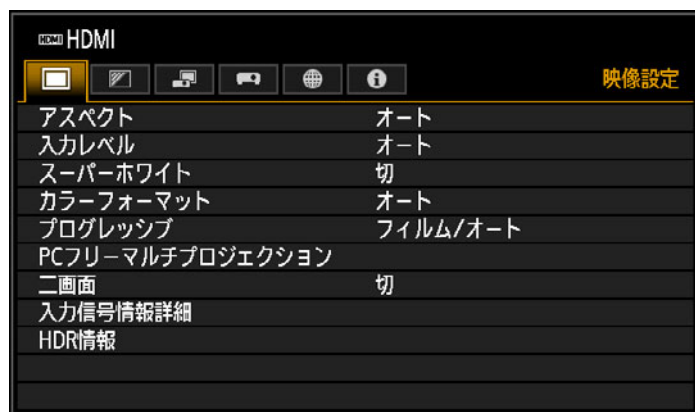 HDMI HDMI
映像設定
アスペクト オート
入力レベル オート
スーパーホワイト 切
カラーフォーマット オート
プログレッシブ フィルム/オート
PCフリーマルチプロジェクション
二画面 切
入力信号情報詳細
HDR情報